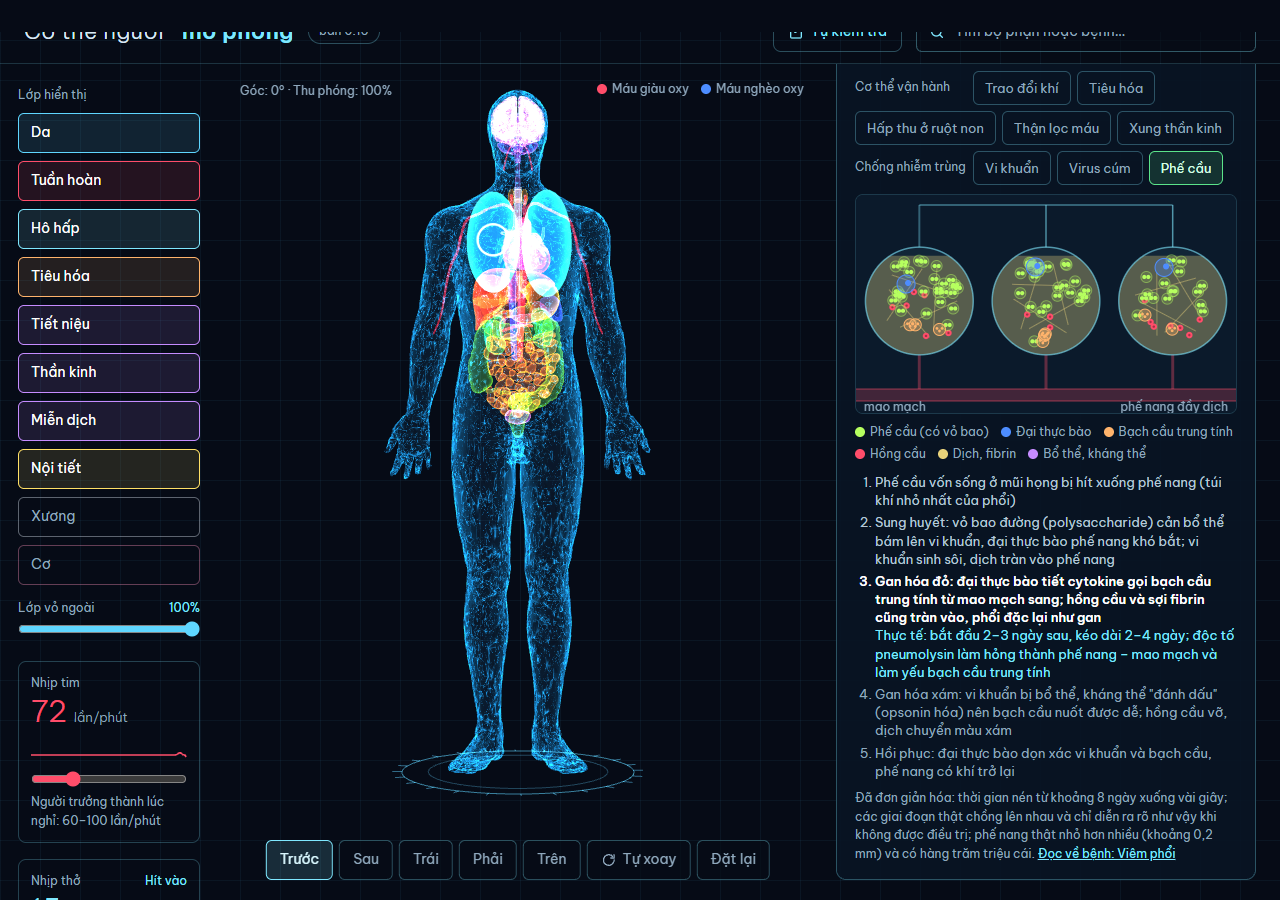 Cơ thể người mô phỏng
Tự kiểm tra
Tìm bộ phận hoặc bệnh...
Lớp hiển thị
Da
Tuần hoàn
Hô hấp
Tiêu hóa
Tiết niệu
Thần kinh
Miễn dịch
Nội tiết
Xương
Cơ
Lớp vỏ ngoài 100%
Nhịp tim
72 lần/phút
Người trưởng thành lúc
nghỉ: 60–100 lần/phút
Nhịp thở Hít vào
Góc: 0° · Thu phóng: 100%
Máu giàu oxy Máu nghèo oxy
Trước Sau Trái Phải Trên Tự xoay Đặt lại
Cơ thể vận hành Trao đổi khí Tiêu hóa
Hấp thu ở ruột non Thận lọc máu Xung thần kinh
Chống nhiễm trùng Vi khuẩn Virus cúm Phế cầu
mao mạch phế nang đầy dịch
Phế cầu (có vỏ bao) Đại thực bào Bạch cầu trung tính
Hồng cầu Dịch, fibrin Bổ thể, kháng thể
1. Phế cầu vốn sống ở mũi họng bị hít xuống phế nang (túi
khí nhỏ nhất của phổi)
2. Sung huyết: vỏ bao đường (polysaccharide) cản bổ thể
bám lên vi khuẩn, đại thực bào phế nang khó bắt; vi
khuẩn sinh sôi, dịch tràn vào phế nang
3. Gan hóa đỏ: đại thực bào tiết cytokine gọi bạch cầu
trung tính từ mao mạch sang; hồng cầu và sợi fibrin
cũng tràn vào, phổi đặc lại như gan
Thực tế: bắt đầu 2–3 ngày sau, kéo dài 2–4 ngày; độc tố
pneumolysin làm hỏng thành phế nang – mao mạch và
làm yếu bạch cầu trung tính
4. Gan hóa xám: vi khuẩn bị bổ thể, kháng thể "đánh dấu"
(opsonin hóa) nên bạch cầu nuốt được dễ; hồng cầu vỡ,
dịch chuyển màu xám
5. Hồi phục: đại thực bào dọn xác vi khuẩn và bạch cầu,
phế nang có khí trở lại
Đã đơn giản hóa: thời gian nén từ khoảng 8 ngày xuống vài giây;
các giai đoạn thật chồng lên nhau và chỉ diễn ra rõ như vậy khi
không được điều trị; phế nang thật nhỏ hơn nhiều (khoảng 0,2
mm) và có hàng trăm triệu cái. Đọc về bệnh: Viêm phổi